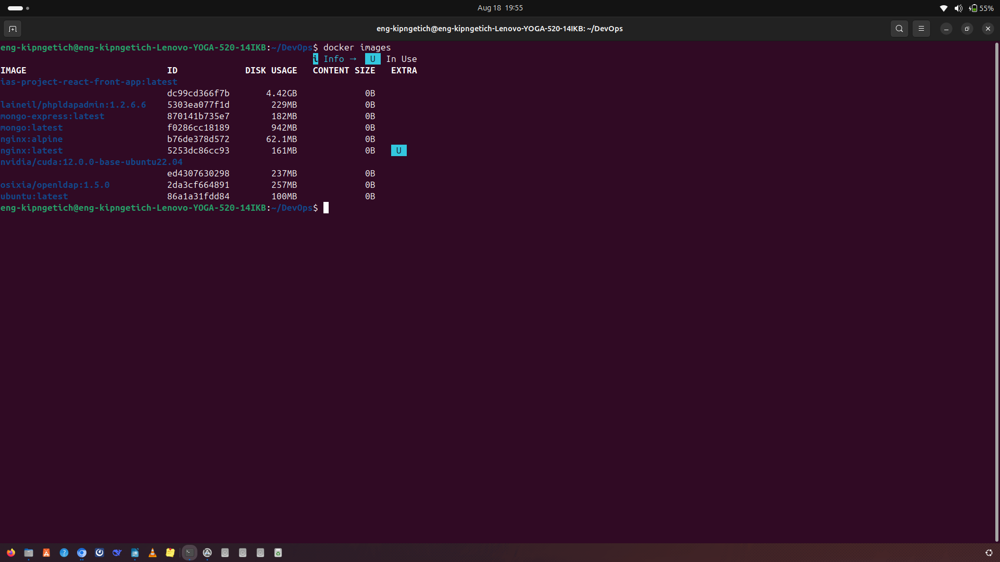 Aug 18 19:55
55%
eng-kipngetich@eng-kipngetich-Lenovo-YOGA-520-14IKB: ~/DevOps
eng-kipngetich@eng-kipngetich-Lenovo-YOGA-520-14IKB:~/DevOps$ docker images
i Info → U In Use
IMAGE ID DISK USAGE CONTENT SIZE EXTRA
ias-project-react-front-app:latest
dc99cd366f7b 4.42GB 0B
laineil/phpldapadmin:1.2.6.6 5303ea077f1d 229MB 0B
mongo-express:latest 870141b735e7 182MB 0B
mongo:latest f0286cc18189 942MB 0B
nginx:alpine b76de378d572 62.1MB 0B
nginx:latest 5253dc86cc93 161MB 0B U
nvidia/cuda:12.0.0-base-ubuntu22.04
ed4307630298 237MB 0B
osixia/openldap:1.5.0 2da3cf664891 257MB 0B
ubuntu:latest 86a1a31fdd84 100MB 0B
eng-kipngetich@eng-kipngetich-Lenovo-YOGA-520-14IKB:~/DevOps$